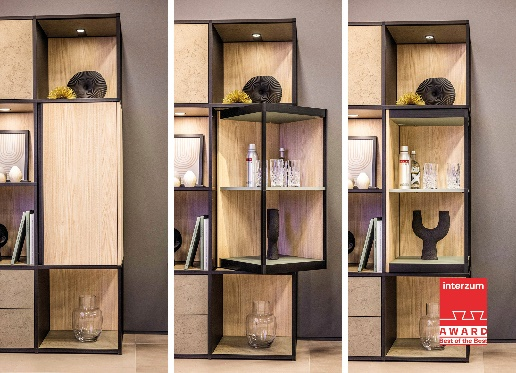 interzum
AWARD
Best of the Best